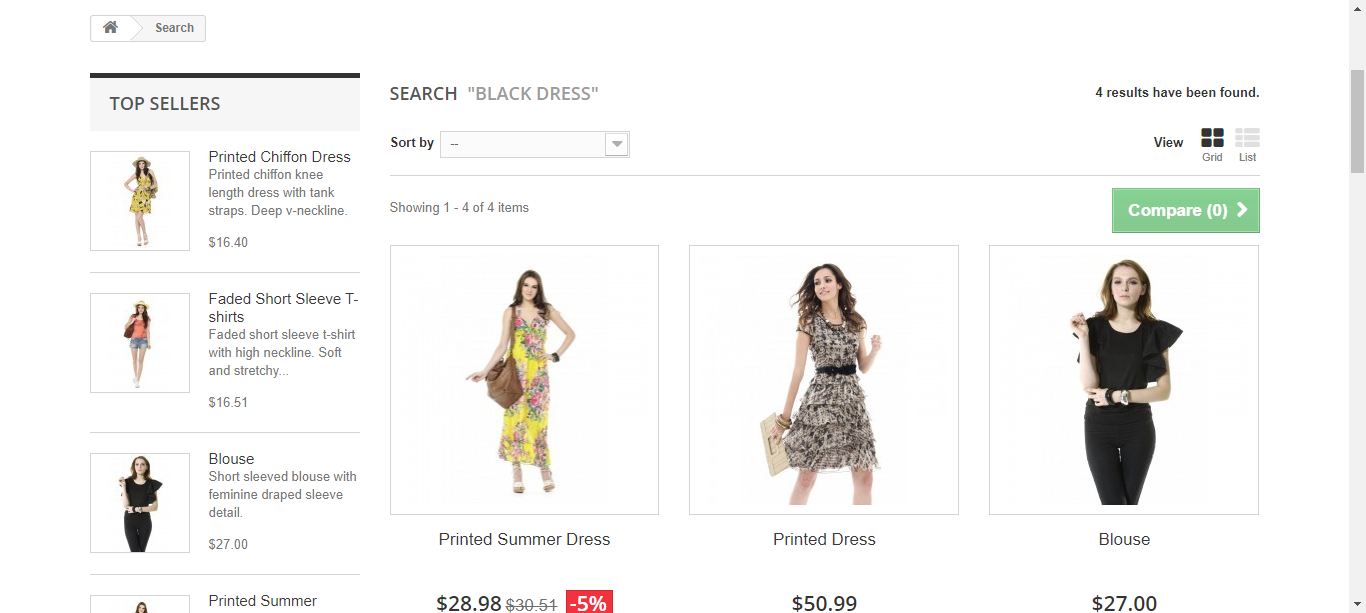 Search
TOP SELLERS
Printed Chiffon Dress
Printed chiffon knee
length dress with tank
straps. Deep v-neckline.
$16.40
Faded Short Sleeve T-
shirts
Faded short sleeve t-shirt
with high neckline. Soft
and stretchy...
$16.51
Blouse
Short sleeved blouse with
feminine draped sleeve
detail.
$27.00
Printed Summer
SEARCH "BLACK DRESS"
4 results have been found.
Sort by --
View
Grid
List
Showing 1 - 4 of 4 items
Compare (0)
Printed Summer Dress
$28.98 $30.51 -5%
Printed Dress
$50.99
Blouse
$27.00